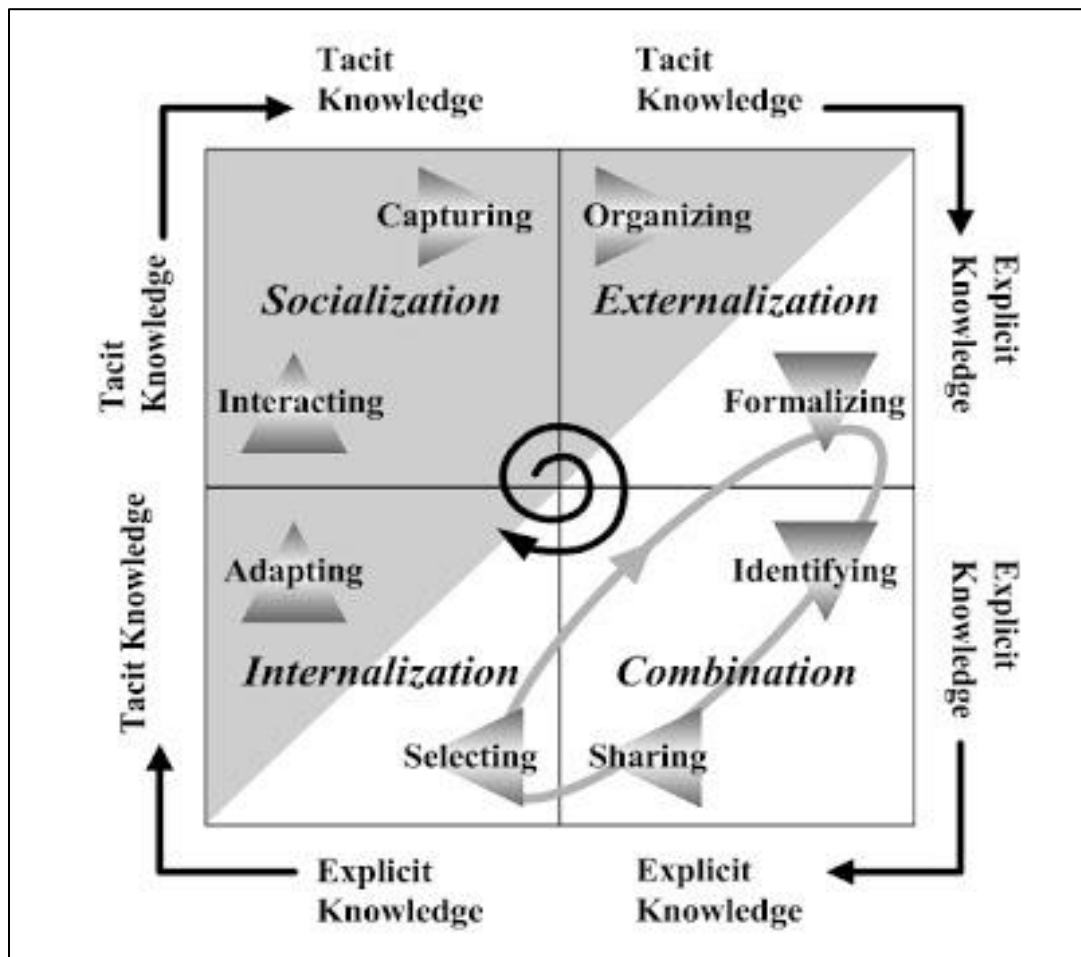 Tacit
Knowledge
Tacit
Knowledge
Capturing
Organizing
Socialization
Externalization
Tacit
Knowledge
Explicit
Knowledge
Interacting
Formalizing
Adapting
Identifying
Tacit Knowledge
Explicit
Knowledge
Internalization
Combination
Selecting
Sharing
Explicit
Knowledge
Explicit
Knowledge